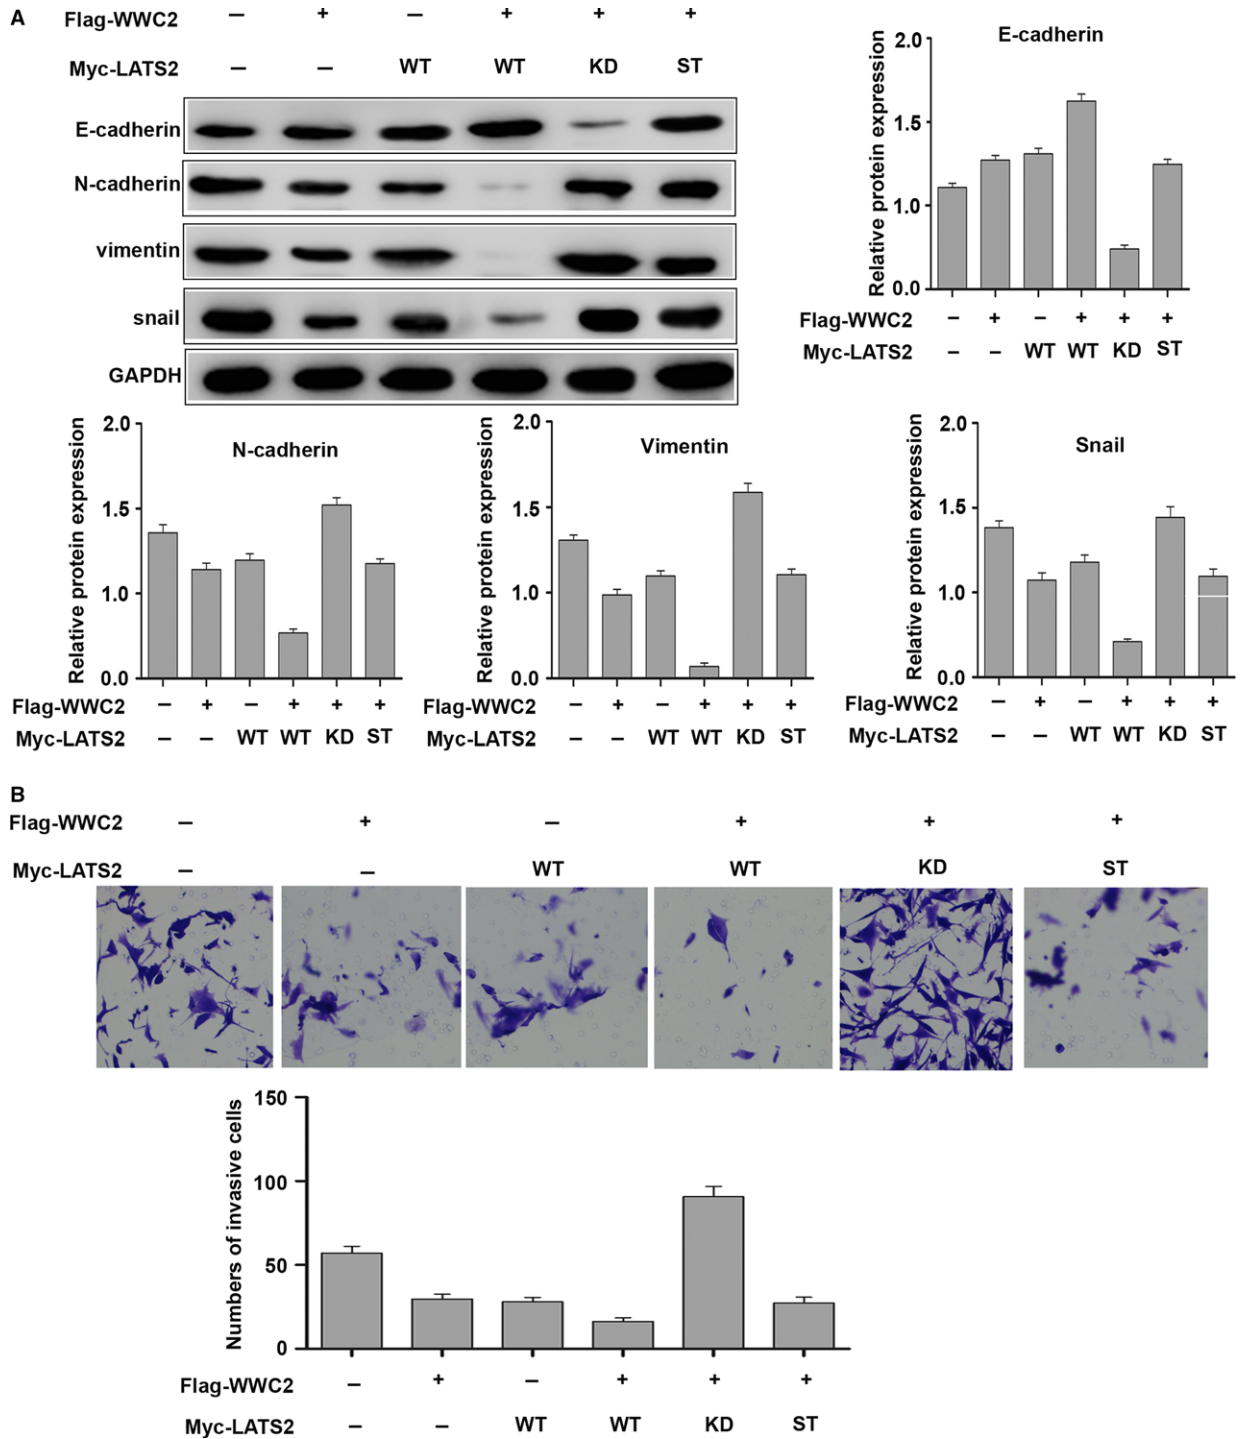 A
Flag-WWC2 – + – + + +
Myc-LATS2 – – WT WT KD ST
E-cadherin
N-cadherin
vimentin
snail
GAPDH
E-cadherin
Relative protein expression
2.0
1.5
1.0
0.0
Flag-WWC2 – + – + + +
Myc-LATS2 – – WT WT KD ST
N-cadherin
Relative protein expression
2.0
1.5
1.0
0.0
Flag-WWC2 – + – + + +
Myc-LATS2 – – WT WT KD ST
Vimentin
Relative protein expression
2.0
1.5
1.0
0.0
Flag-WWC2 – + – + + +
Myc-LATS2 – – WT WT KD ST
Snail
Relative protein expression
2.0
1.5
1.0
0.0
Flag-WWC2 – + – + + +
Myc-LATS2 – – WT WT KD ST
B
Flag-WWC2 – + – + + +
Myc-LATS2 – – WT WT KD ST
Numbers of invasive cells
150
100
50
0
Flag-WWC2 – + – + + +
Myc-LATS2 – – WT WT KD ST